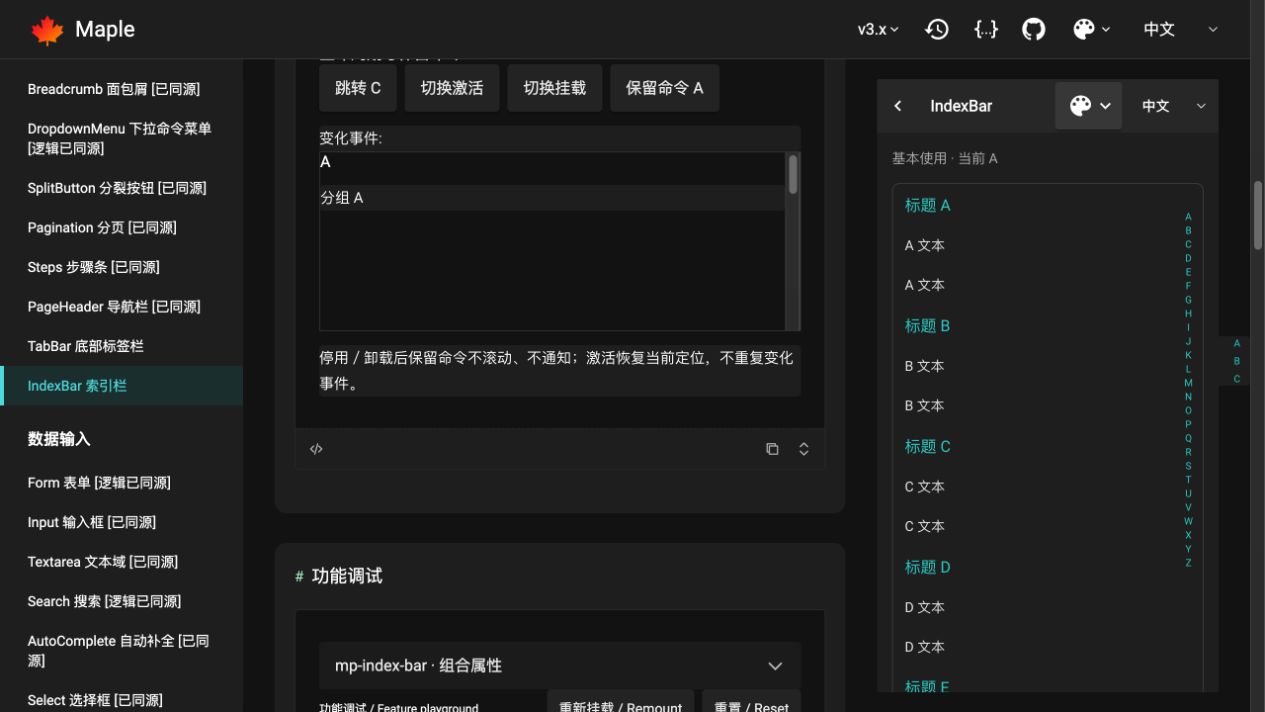 Maple
v3.x
中文
Breadcrumb 面包屑 [已同源]
DropdownMenu 下拉命令菜单
[逻辑已同源]
SplitButton 分裂按钮 [已同源]
Pagination 分页 [已同源]
Steps 步骤条 [已同源]
PageHeader 导航栏 [已同源]
TabBar 底部标签栏
IndexBar 索引栏
数据输入
Form 表单 [逻辑已同源]
Input 输入框 [已同源]
Textarea 文本域 [已同源]
Search 搜索 [逻辑已同源]
AutoComplete 自动补全 [已同
源]
Select 选择框 [已同源]
跳转 C
切换激活
切换挂载
保留命令 A
变化事件:
A
分组 A
停用 / 卸载后保留命令不滚动、不通知；激活恢复当前定位，不重复变化
事件。
# 功能调试
mp-index-bar · 组合属性
功能调试 / Feature playground
重新挂载 / Remount
重置 / Reset
IndexBar
中文
基本使用 · 当前 A
标题 A
A 文本
A 文本
标题 B
B 文本
B 文本
标题 C
C 文本
C 文本
标题 D
D 文本
D 文本
标题 E
A
B
C
D
E
F
G
H
I
J
K
L
M
N
O
P
Q
R
S
T
U
V
W
X
Y
Z
A
B
C